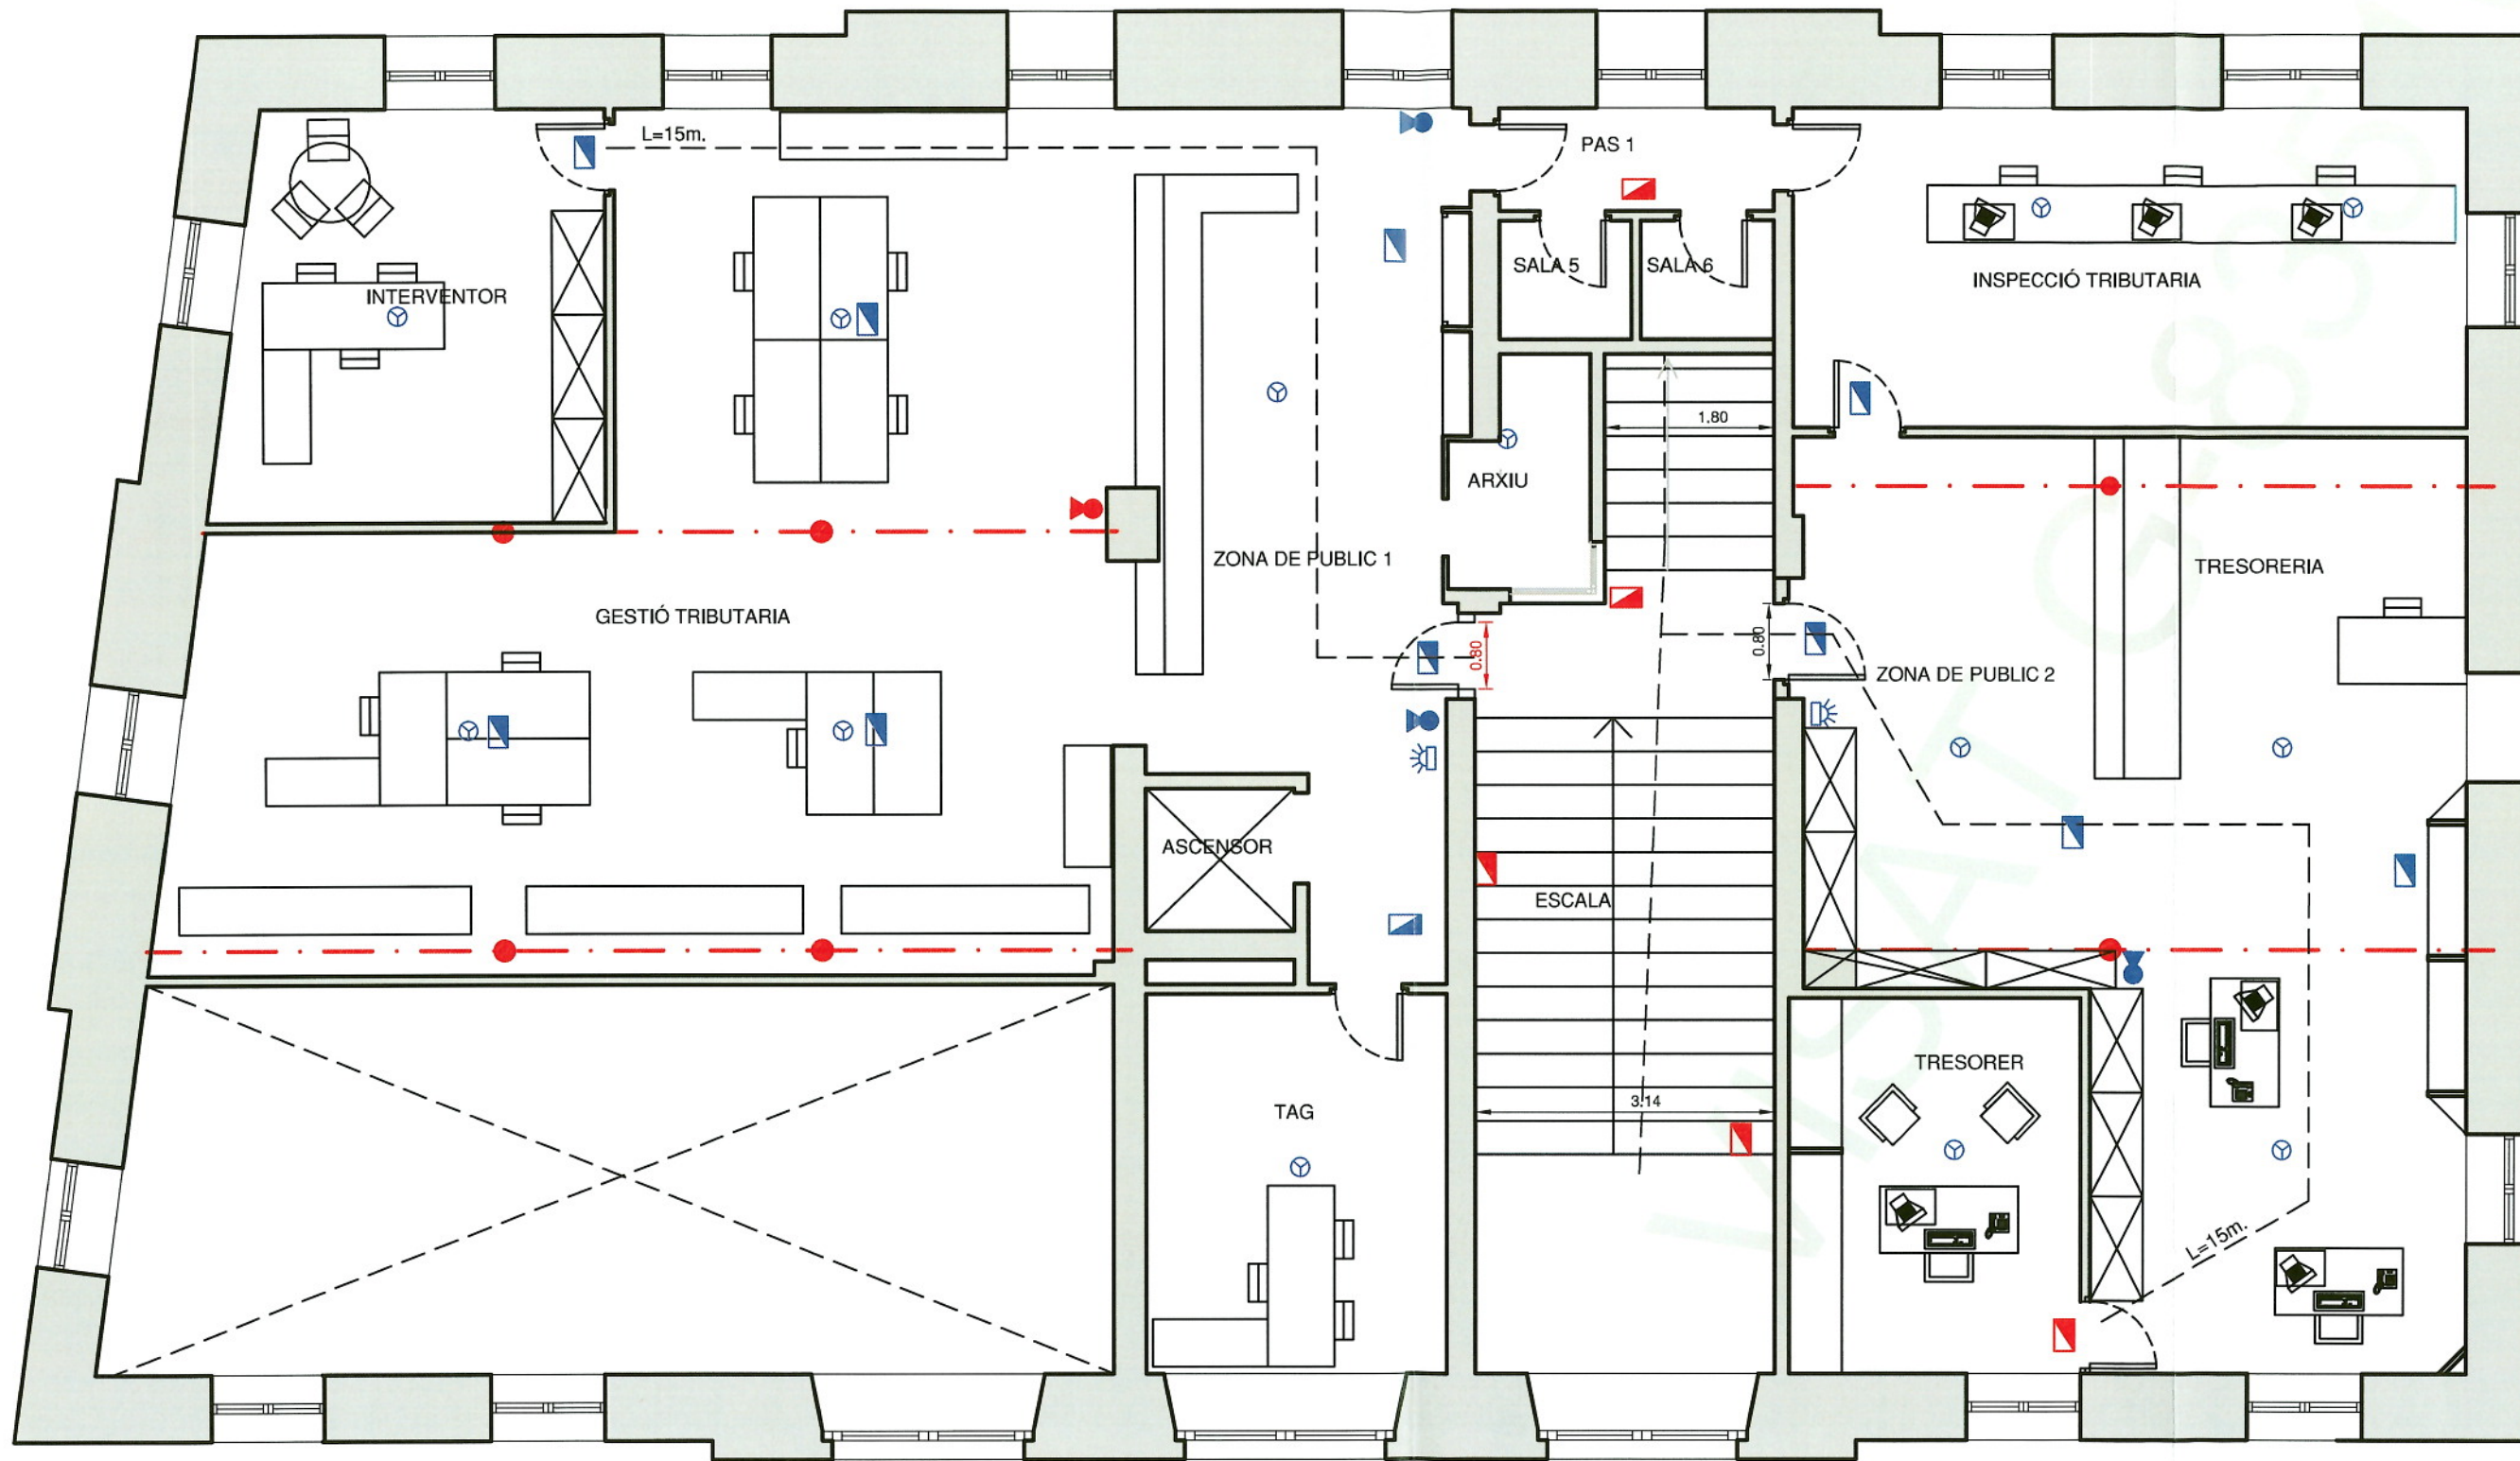 L=15m.
PAS 1
SALA 5
SALA 6
INSPECCIÓ TRIBUTARIA
INTERVENTOR
1.80
ARXIU
ZONA DE PUBLIC 1
TRESORERIA
GESTIÓ TRIBUTARIA
0.80
0.80
ZONA DE PUBLIC 2
ASCENSOR
ESCALA
TRESORER
3.14
TAG
L=15m.
VISAT